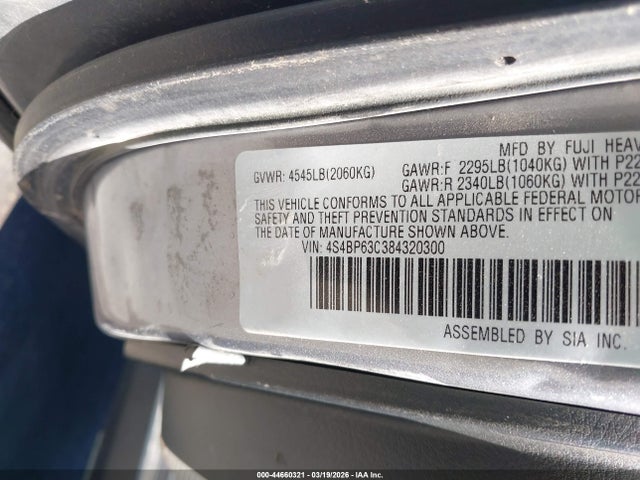 MFD BY FUJI HEAV
GVWR: 4545LB(2060KG) GAWR:F 2295LB(1040KG) WITH P22
GAWR:R 2340LB(1060KG) WITH P22
THIS VEHICLE CONFORMS TO ALL APPLICABLE FEDERAL MOTOR
SAFETY AND THEFT PREVENTION STANDARDS IN EFFECT ON
THE DATE OF MANUFACTURE SHOWN ABOVE.
VIN: 4S4BP63C384320300
ASSEMBLED BY SIA INC.
000-44660321 | 03/19/2026 | IAA Inc.